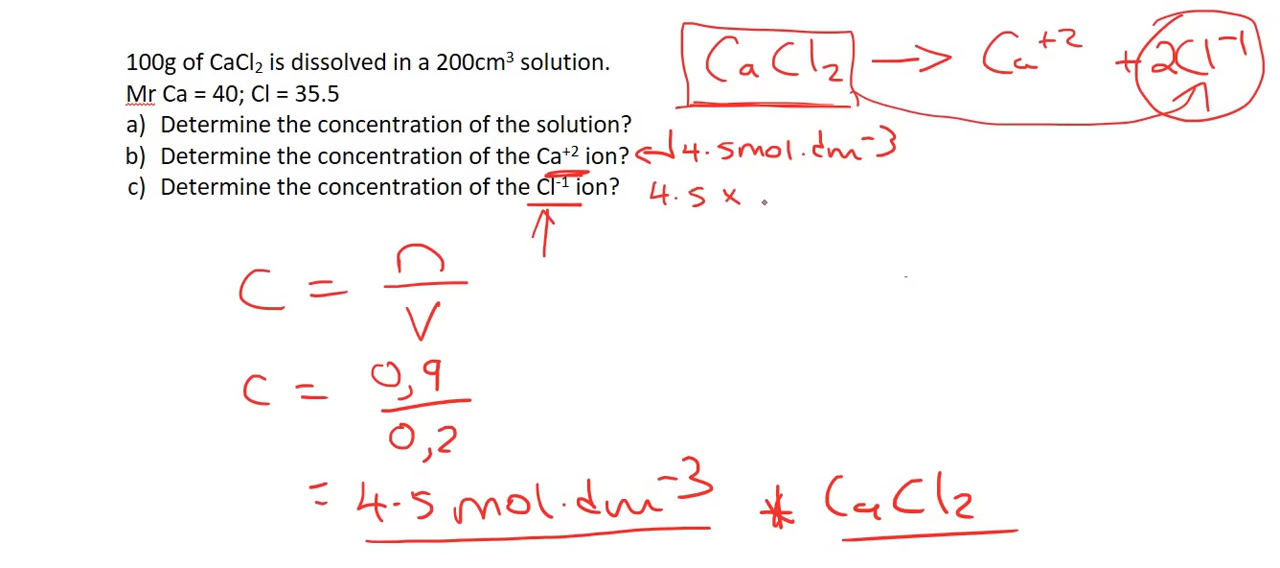 100g of CaCl₂ is dissolved in a 200cm³ solution.
Mr Ca = 40; Cl = 35.5
a) Determine the concentration of the solution?
b) Determine the concentration of the Ca⁺² ion? ↲ 4.5mol.dm⁻³
c) Determine the concentration of the Cl⁻¹ ion? 4.5 x .
CaCl₂ → Ca⁺² + 2Cl⁻¹
C = n
V
C = 0,9
0,2
= 4.5 mol.dm⁻³ * CaCl₂